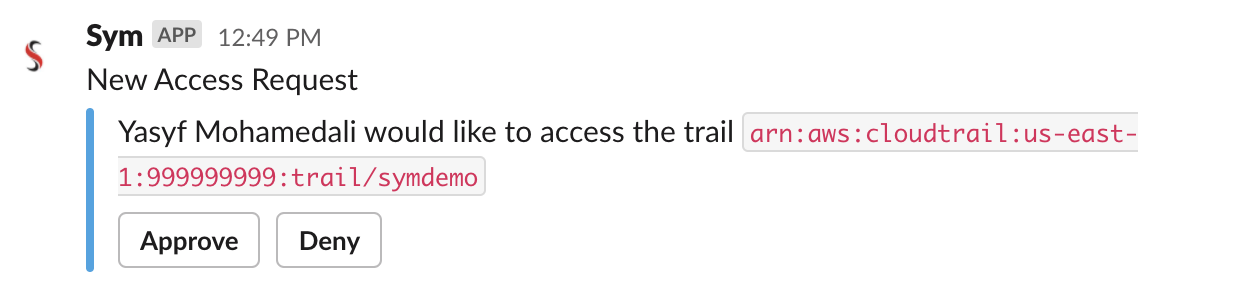 Sym APP 12:49 PM
New Access Request
Yasyf Mohamedali would like to access the trail arn:aws:cloudtrail:us-east-
1:999999999:trail/symdemo
Approve Deny